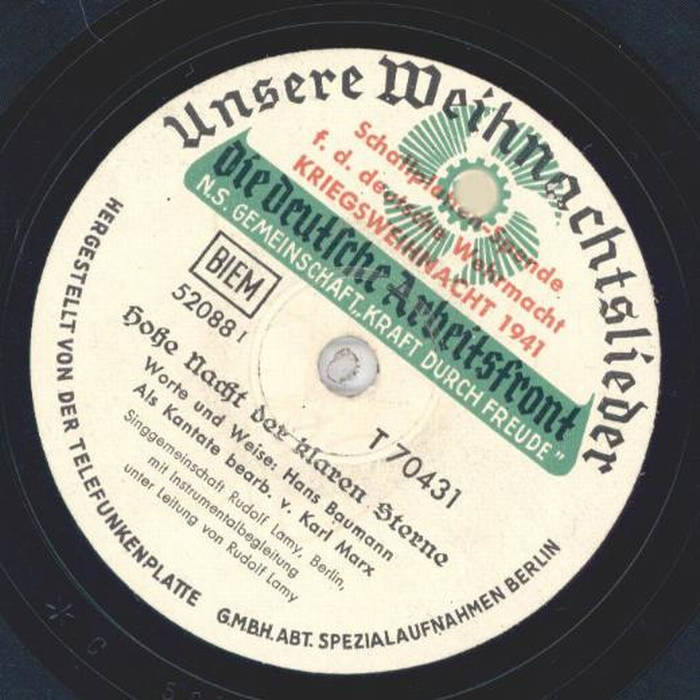 Unsere Weihnachtslieder
Schallplatten-Spende
f. d. deutsche Wehrmacht
KRIEGSWEIHNACHT 1941
Die Deutsche Arbeitsfront
N.S. GEMEINSCHAFT „KRAFT DURCH FREUDE"
BIEM
52088 I
T 70431
Hohe Nacht der klaren Sterne
Worte und Weise: Hans Baumann
Als Kantate bearb. v. Karl Marx
Singgemeinschaft Rudolf Lamy, Berlin,
mit Instrumentalbegleitung
unter Leitung von Rudolf Lamy
HERGESTELLT VON DER TELEFUNKENPLATTE G.M.B.H. ABT. SPEZIALAUFNAHMEN BERLIN